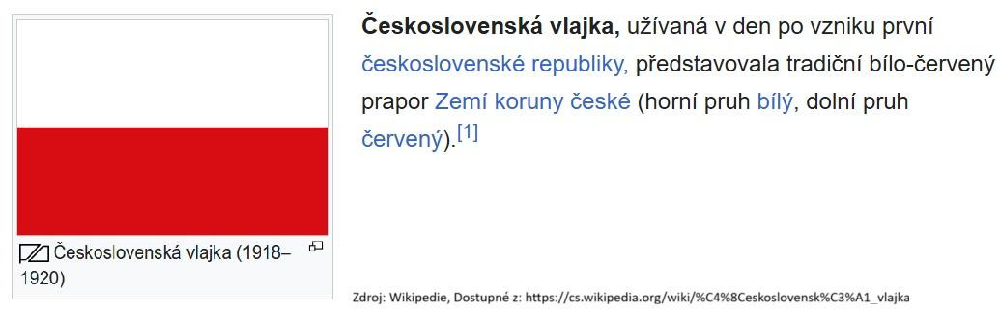 Československá vlajka, užívaná v den po vzniku první
československé republiky, představovala tradiční bílo-červený
prapor Zemí koruny české (horní pruh bílý, dolní pruh
červený).[1]
Československá vlajka (1918–
1920)
Zdroj: Wikipedie, Dostupné z: https://cs.wikipedia.org/wiki/%C4%8Ceskoslovensk%C3%A1_vlajka